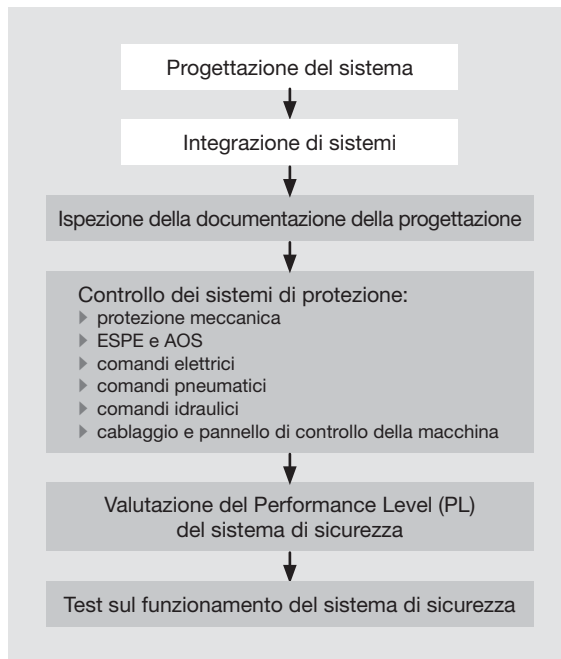 Progettazione del sistema
Integrazione di sistemi
Ispezione della documentazione della progettazione
Controllo dei sistemi di protezione:
protezione meccanica
ESPE e AOS
comandi elettrici
comandi pneumatici
comandi idraulici
cablaggio e pannello di controllo della macchina
Valutazione del Performance Level (PL)
del sistema di sicurezza
Test sul funzionamento del sistema di sicurezza